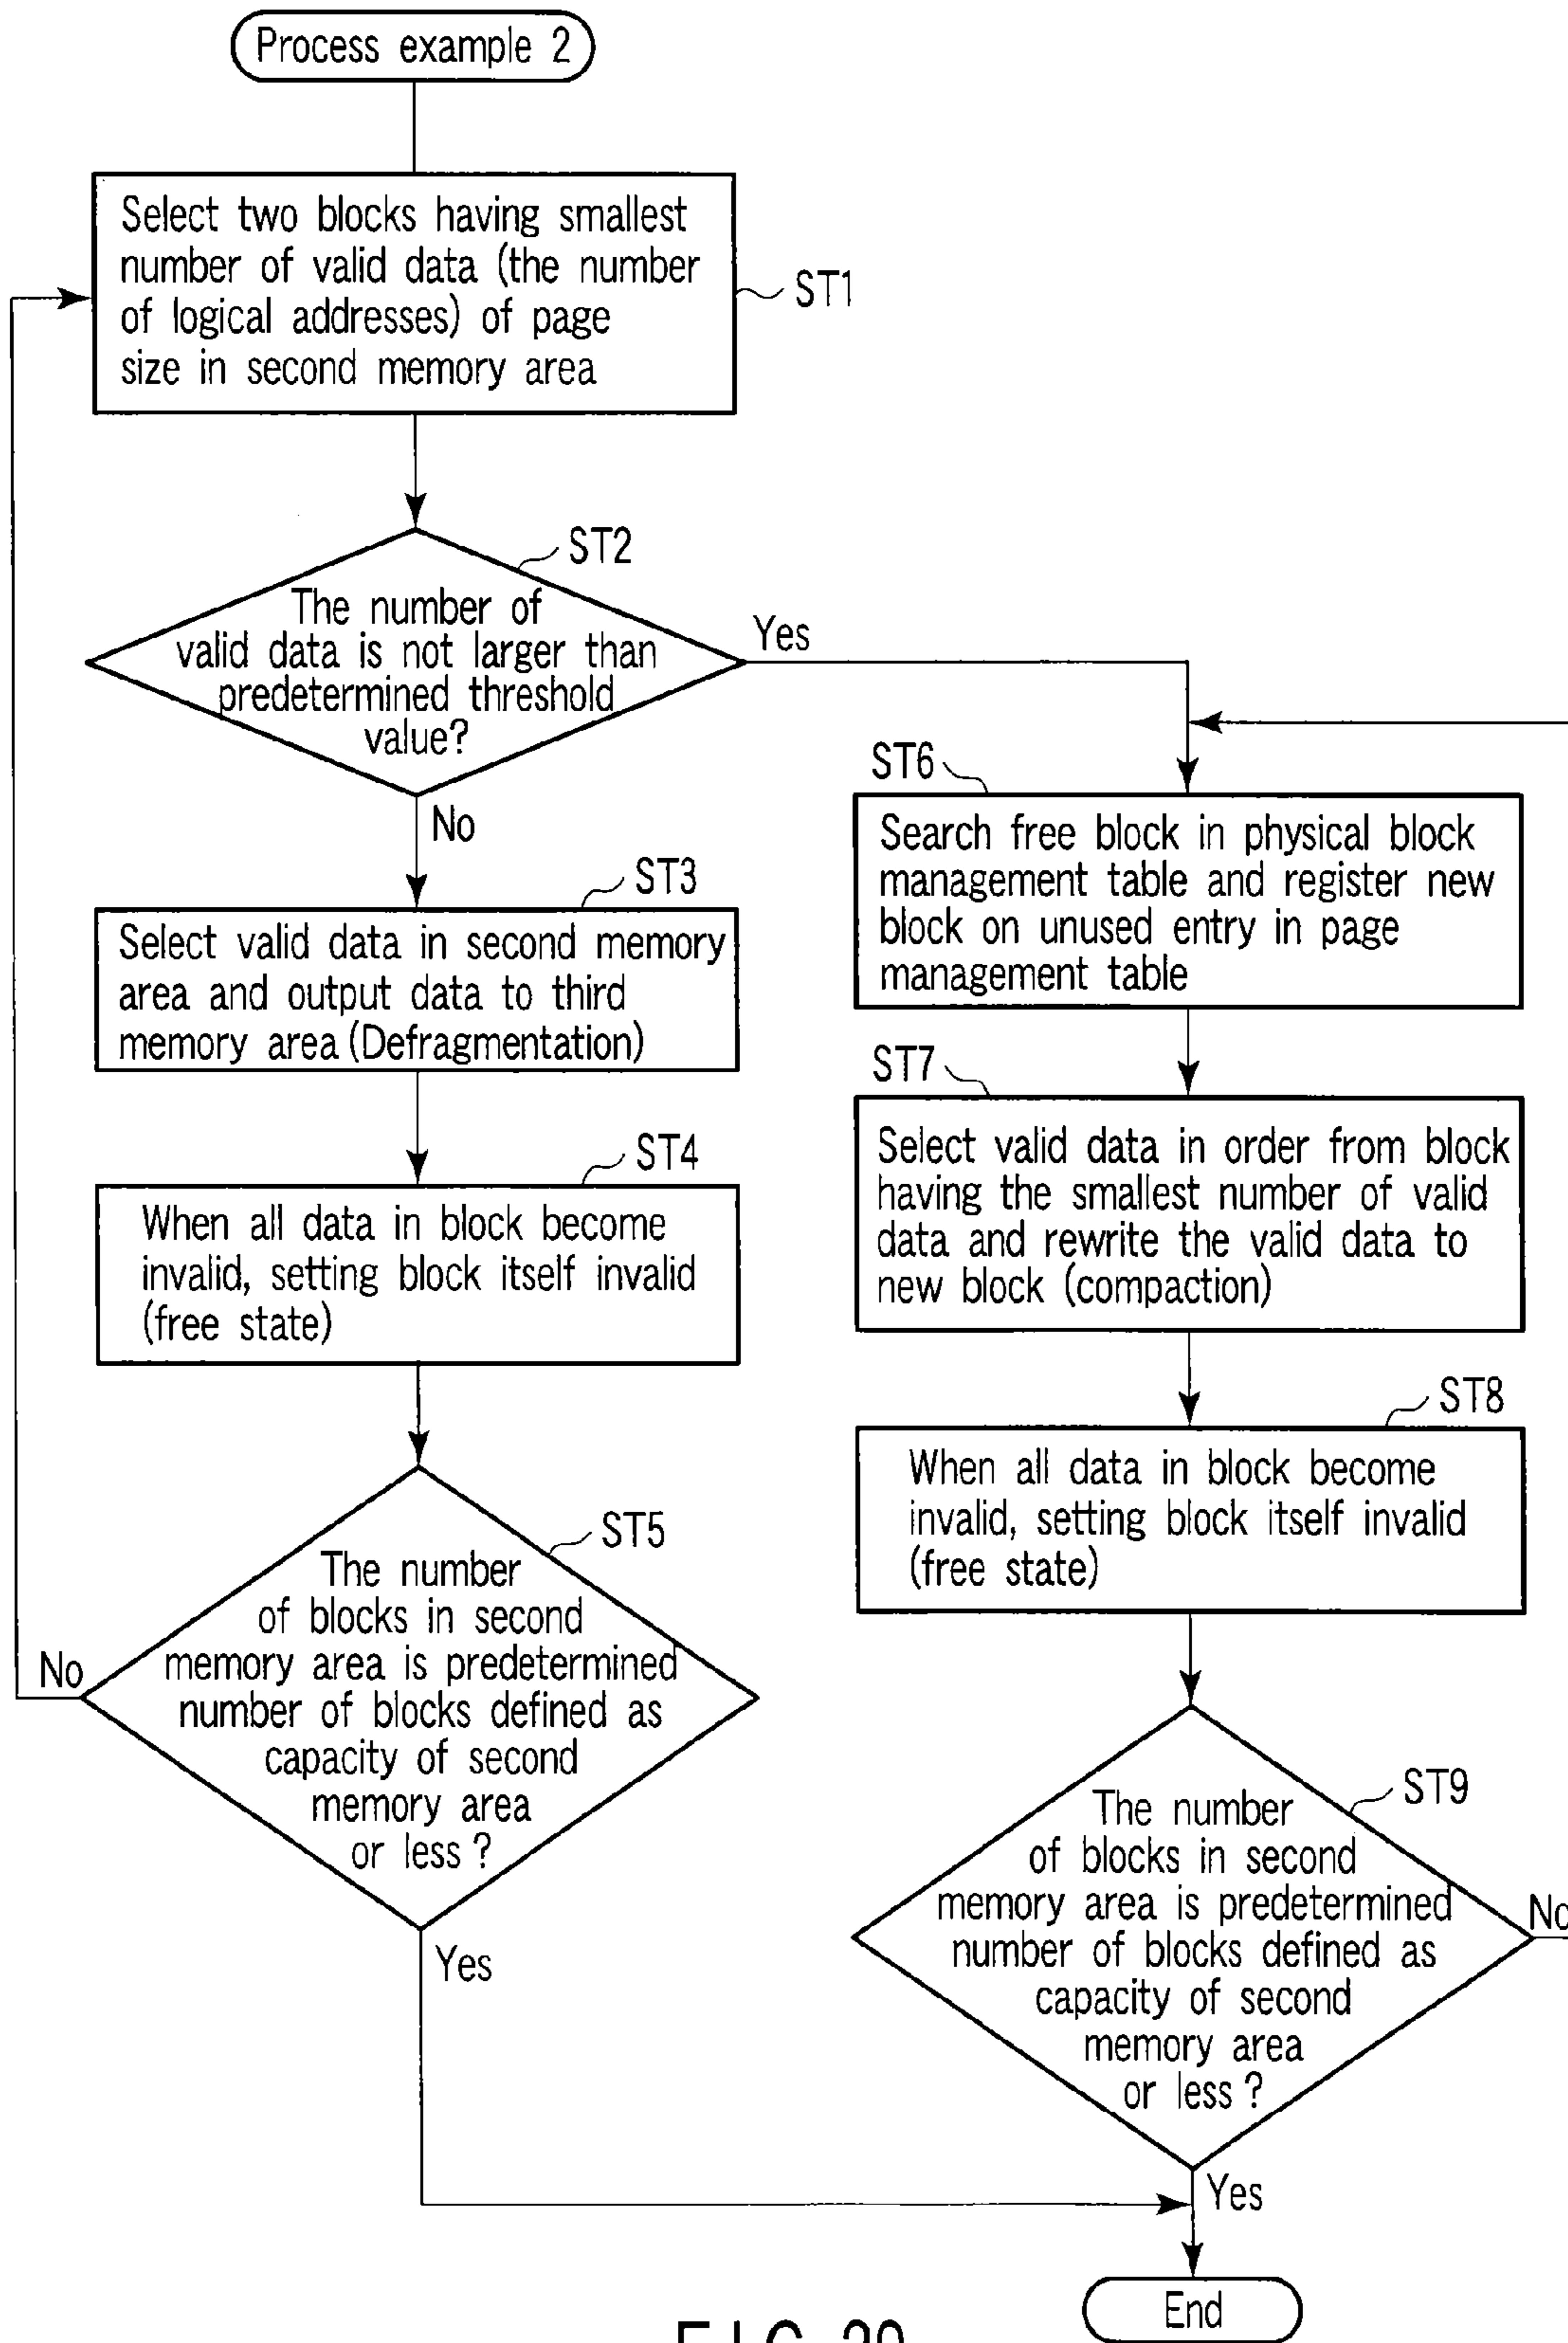 Process example 2
Select two blocks having smallest
number of valid data (the number
of logical addresses) of page
size in second memory area
ST1
ST2
The number of
valid data is not larger than
predetermined threshold
value?
Yes
No
ST3
Select valid data in second memory
area and output data to third
memory area (Defragmentation)
ST4
When all data in block become
invalid, setting block itself invalid
(free state)
ST5
The number
of blocks in second
memory area is predetermined
number of blocks defined as
capacity of second
memory area
or less ?
No
Yes
ST6
Search free block in physical block
management table and register new
block on unused entry in page
management table
ST7
Select valid data in order from block
having the smallest number of valid
data and rewrite the valid data to
new block (compaction)
ST8
When all data in block become
invalid, setting block itself invalid
(free state)
ST9
The number
of blocks in second
memory area is predetermined
number of blocks defined as
capacity of second
memory area
or less ?
No
Yes
End